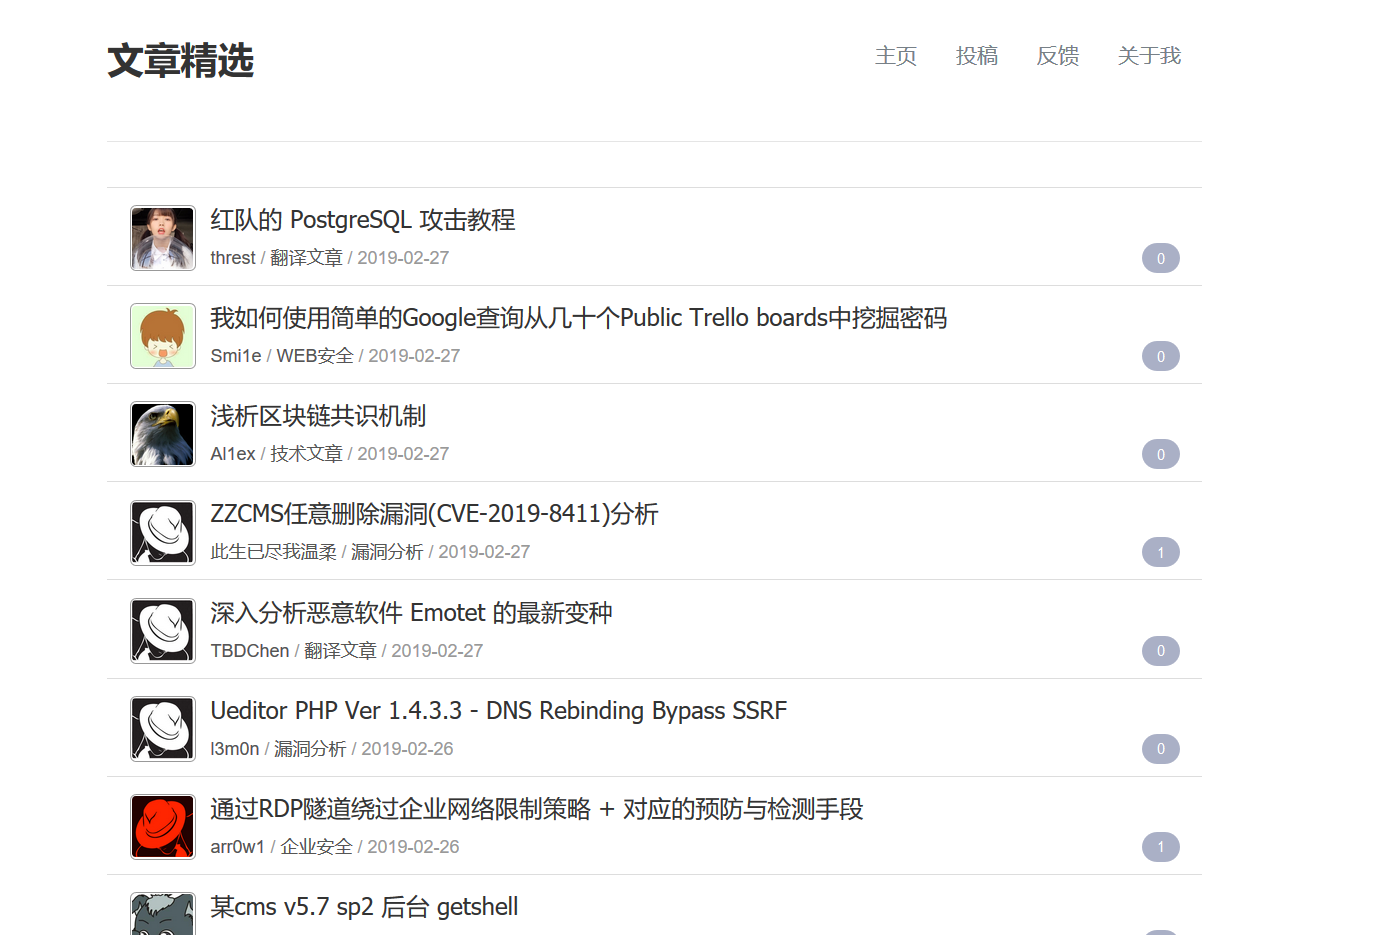 文章精选
主页 投稿 反馈 关于我
红队的 PostgreSQL 攻击教程
threst / 翻译文章 / 2019-02-27
0
我如何使用简单的Google查询从几十个Public Trello boards中挖掘密码
Smi1e / WEB安全 / 2019-02-27
0
浅析区块链共识机制
Al1ex / 技术文章 / 2019-02-27
0
ZZCMS任意删除漏洞(CVE-2019-8411)分析
此生已尽我温柔 / 漏洞分析 / 2019-02-27
1
深入分析恶意软件 Emotet 的最新变种
TBDChen / 翻译文章 / 2019-02-27
0
Ueditor PHP Ver 1.4.3.3 - DNS Rebinding Bypass SSRF
l3m0n / 漏洞分析 / 2019-02-26
0
通过RDP隧道绕过企业网络限制策略 + 对应的预防与检测手段
arr0w1 / 企业安全 / 2019-02-26
1
某cms v5.7 sp2 后台 getshell